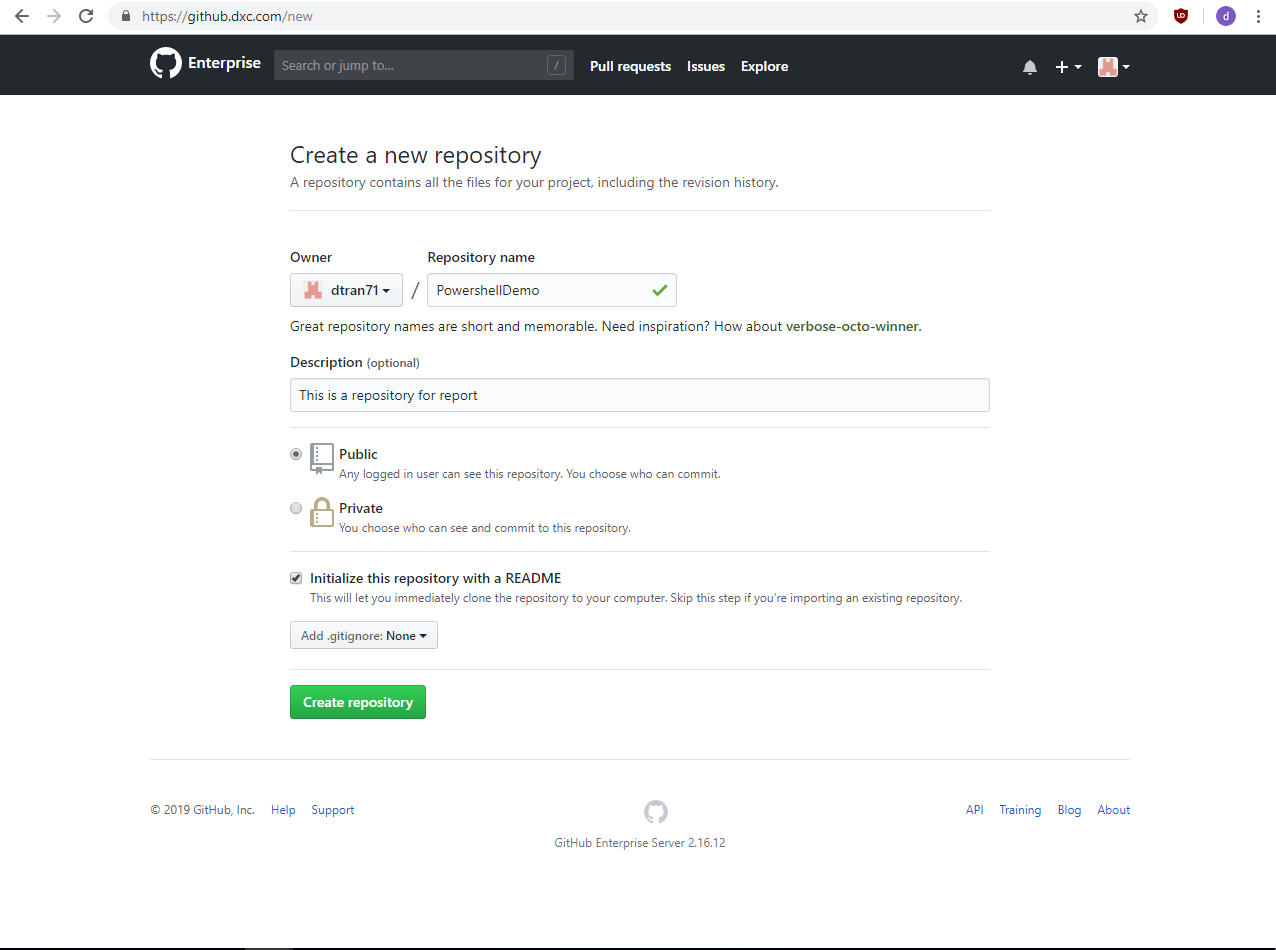 https://github.dxc.com/new
d
Enterprise
Search or jump to...
/
Pull requests
Issues
Explore
Create a new repository
A repository contains all the files for your project, including the revision history.
Owner
Repository name
dtran71
/
PowershellDemo
Great repository names are short and memorable. Need inspiration? How about verbose-octo-winner.
Description (optional)
This is a repository for report
Public
Any logged in user can see this repository. You choose who can commit.
Private
You choose who can see and commit to this repository.
Initialize this repository with a README
This will let you immediately clone the repository to your computer. Skip this step if you’re importing an existing repository.
Add .gitignore: None
Create repository
© 2019 GitHub, Inc.
Help
Support
API
Training
Blog
About
GitHub Enterprise Server 2.16.12